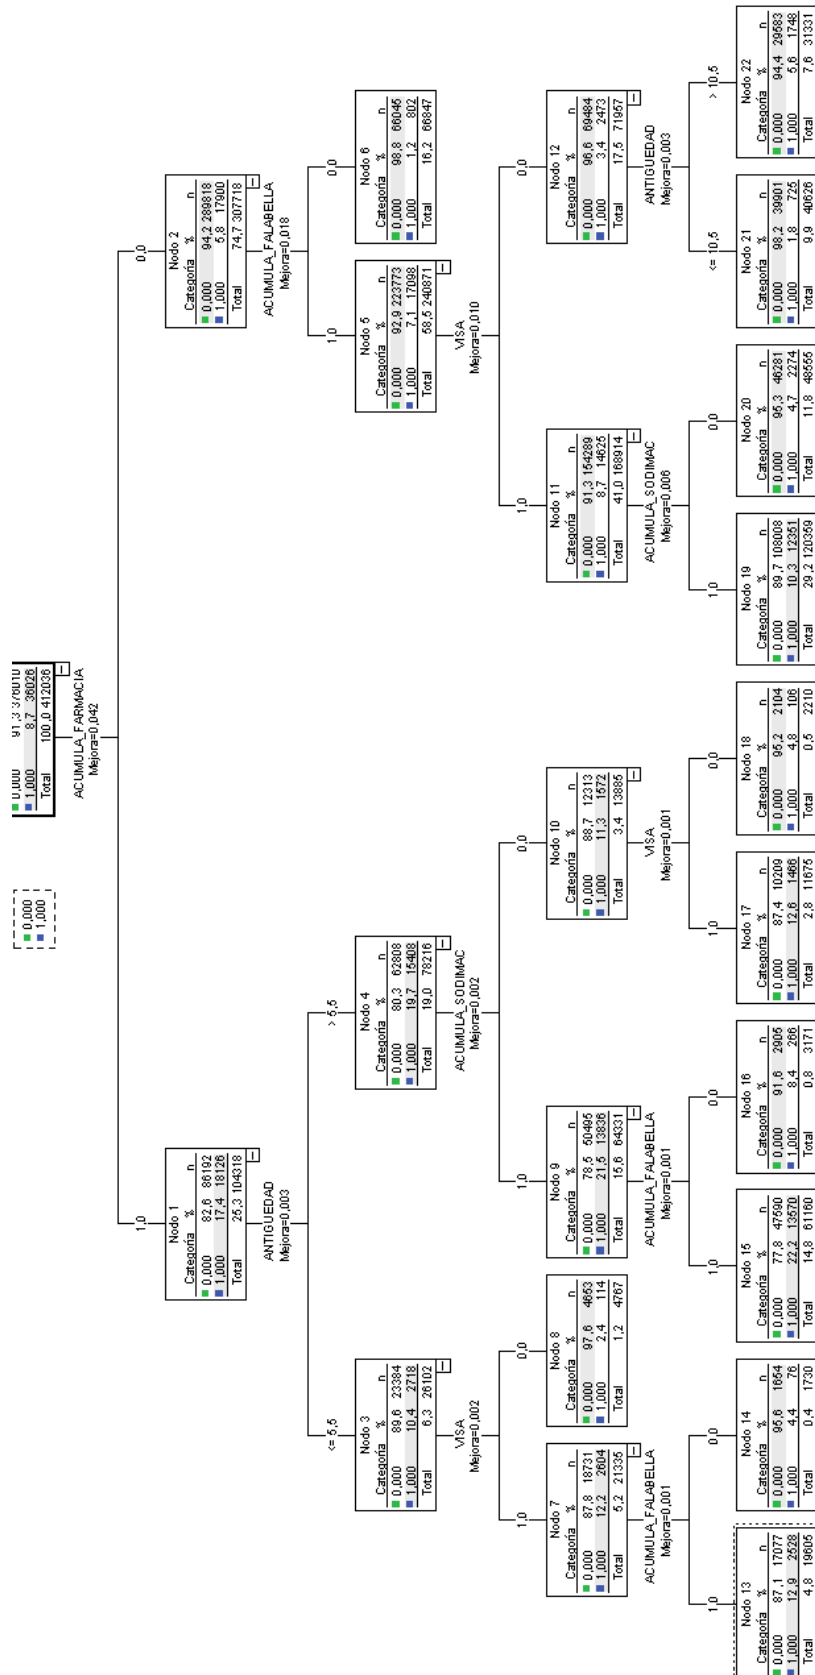 0,000
1,000
0,000 91,3 376010
1,000 8,7 36026
Total 100,0 412036
ACUMULA_FARMACIA
Mejora=0,042
1,0
0,0
Nodo 1
Categoría % n
0,000 82,6 86192
1,000 17,4 18126
Total 25,3 104318
ANTIGUEDAD
Mejora=0,003
Nodo 2
Categoría % n
0,000 94,2 289818
1,000 5,8 17900
Total 74,7 307718
ACUMULA_FALABELLA
Mejora=0,018
<= 5,5
> 5,5
1,0
0,0
Nodo 3
Categoría % n
0,000 89,6 23384
1,000 10,4 2718
Total 6,3 26102
VISA
Mejora=0,002
Nodo 4
Categoría % n
0,000 80,3 62808
1,000 19,7 15408
Total 19,0 78216
ACUMULA_SODIMAC
Mejora=0,002
Nodo 5
Categoría % n
0,000 92,9 223773
1,000 7,1 17098
Total 58,5 240871
VISA
Mejora=0,010
Nodo 6
Categoría % n
0,000 98,8 66045
1,000 1,2 802
Total 16,2 66847
1,0
0,0
1,0
0,0
1,0
0,0
Nodo 7
Categoría % n
0,000 87,8 18731
1,000 12,2 2604
Total 5,2 21335
ACUMULA_FALABELLA
Mejora=0,001
Nodo 8
Categoría % n
0,000 97,6 4653
1,000 2,4 114
Total 1,2 4767
Nodo 9
Categoría % n
0,000 78,5 50495
1,000 21,5 13836
Total 15,6 64331
ACUMULA_FALABELLA
Mejora=0,001
Nodo 10
Categoría % n
0,000 88,7 12313
1,000 11,3 1572
Total 3,4 13885
VISA
Mejora=0,001
Nodo 11
Categoría % n
0,000 91,3 154289
1,000 8,7 14625
Total 41,0 168914
ACUMULA_SODIMAC
Mejora=0,006
Nodo 12
Categoría % n
0,000 96,6 69484
1,000 3,4 2473
Total 17,5 71957
ANTIGUEDAD
Mejora=0,003
1,0
0,0
1,0
0,0
1,0
0,0
1,0
0,0
<= 10,5
> 10,5
Nodo 13
Categoría % n
0,000 87,1 17077
1,000 12,9 2528
Total 4,8 19605
Nodo 14
Categoría % n
0,000 95,6 1654
1,000 4,4 76
Total 0,4 1730
Nodo 15
Categoría % n
0,000 77,8 47590
1,000 22,2 13570
Total 14,8 61160
Nodo 16
Categoría % n
0,000 91,6 2905
1,000 8,4 266
Total 0,8 3171
Nodo 17
Categoría % n
0,000 87,4 10209
1,000 12,6 1466
Total 2,8 11675
Nodo 18
Categoría % n
0,000 95,2 2104
1,000 4,8 106
Total 0,5 2210
Nodo 19
Categoría % n
0,000 89,7 108008
1,000 10,3 12351
Total 29,2 120359
Nodo 20
Categoría % n
0,000 95,3 46281
1,000 4,7 2274
Total 11,8 48555
Nodo 21
Categoría % n
0,000 98,2 39901
1,000 1,8 725
Total 9,9 40626
Nodo 22
Categoría % n
0,000 94,4 29583
1,000 5,6 1748
Total 7,6 31331